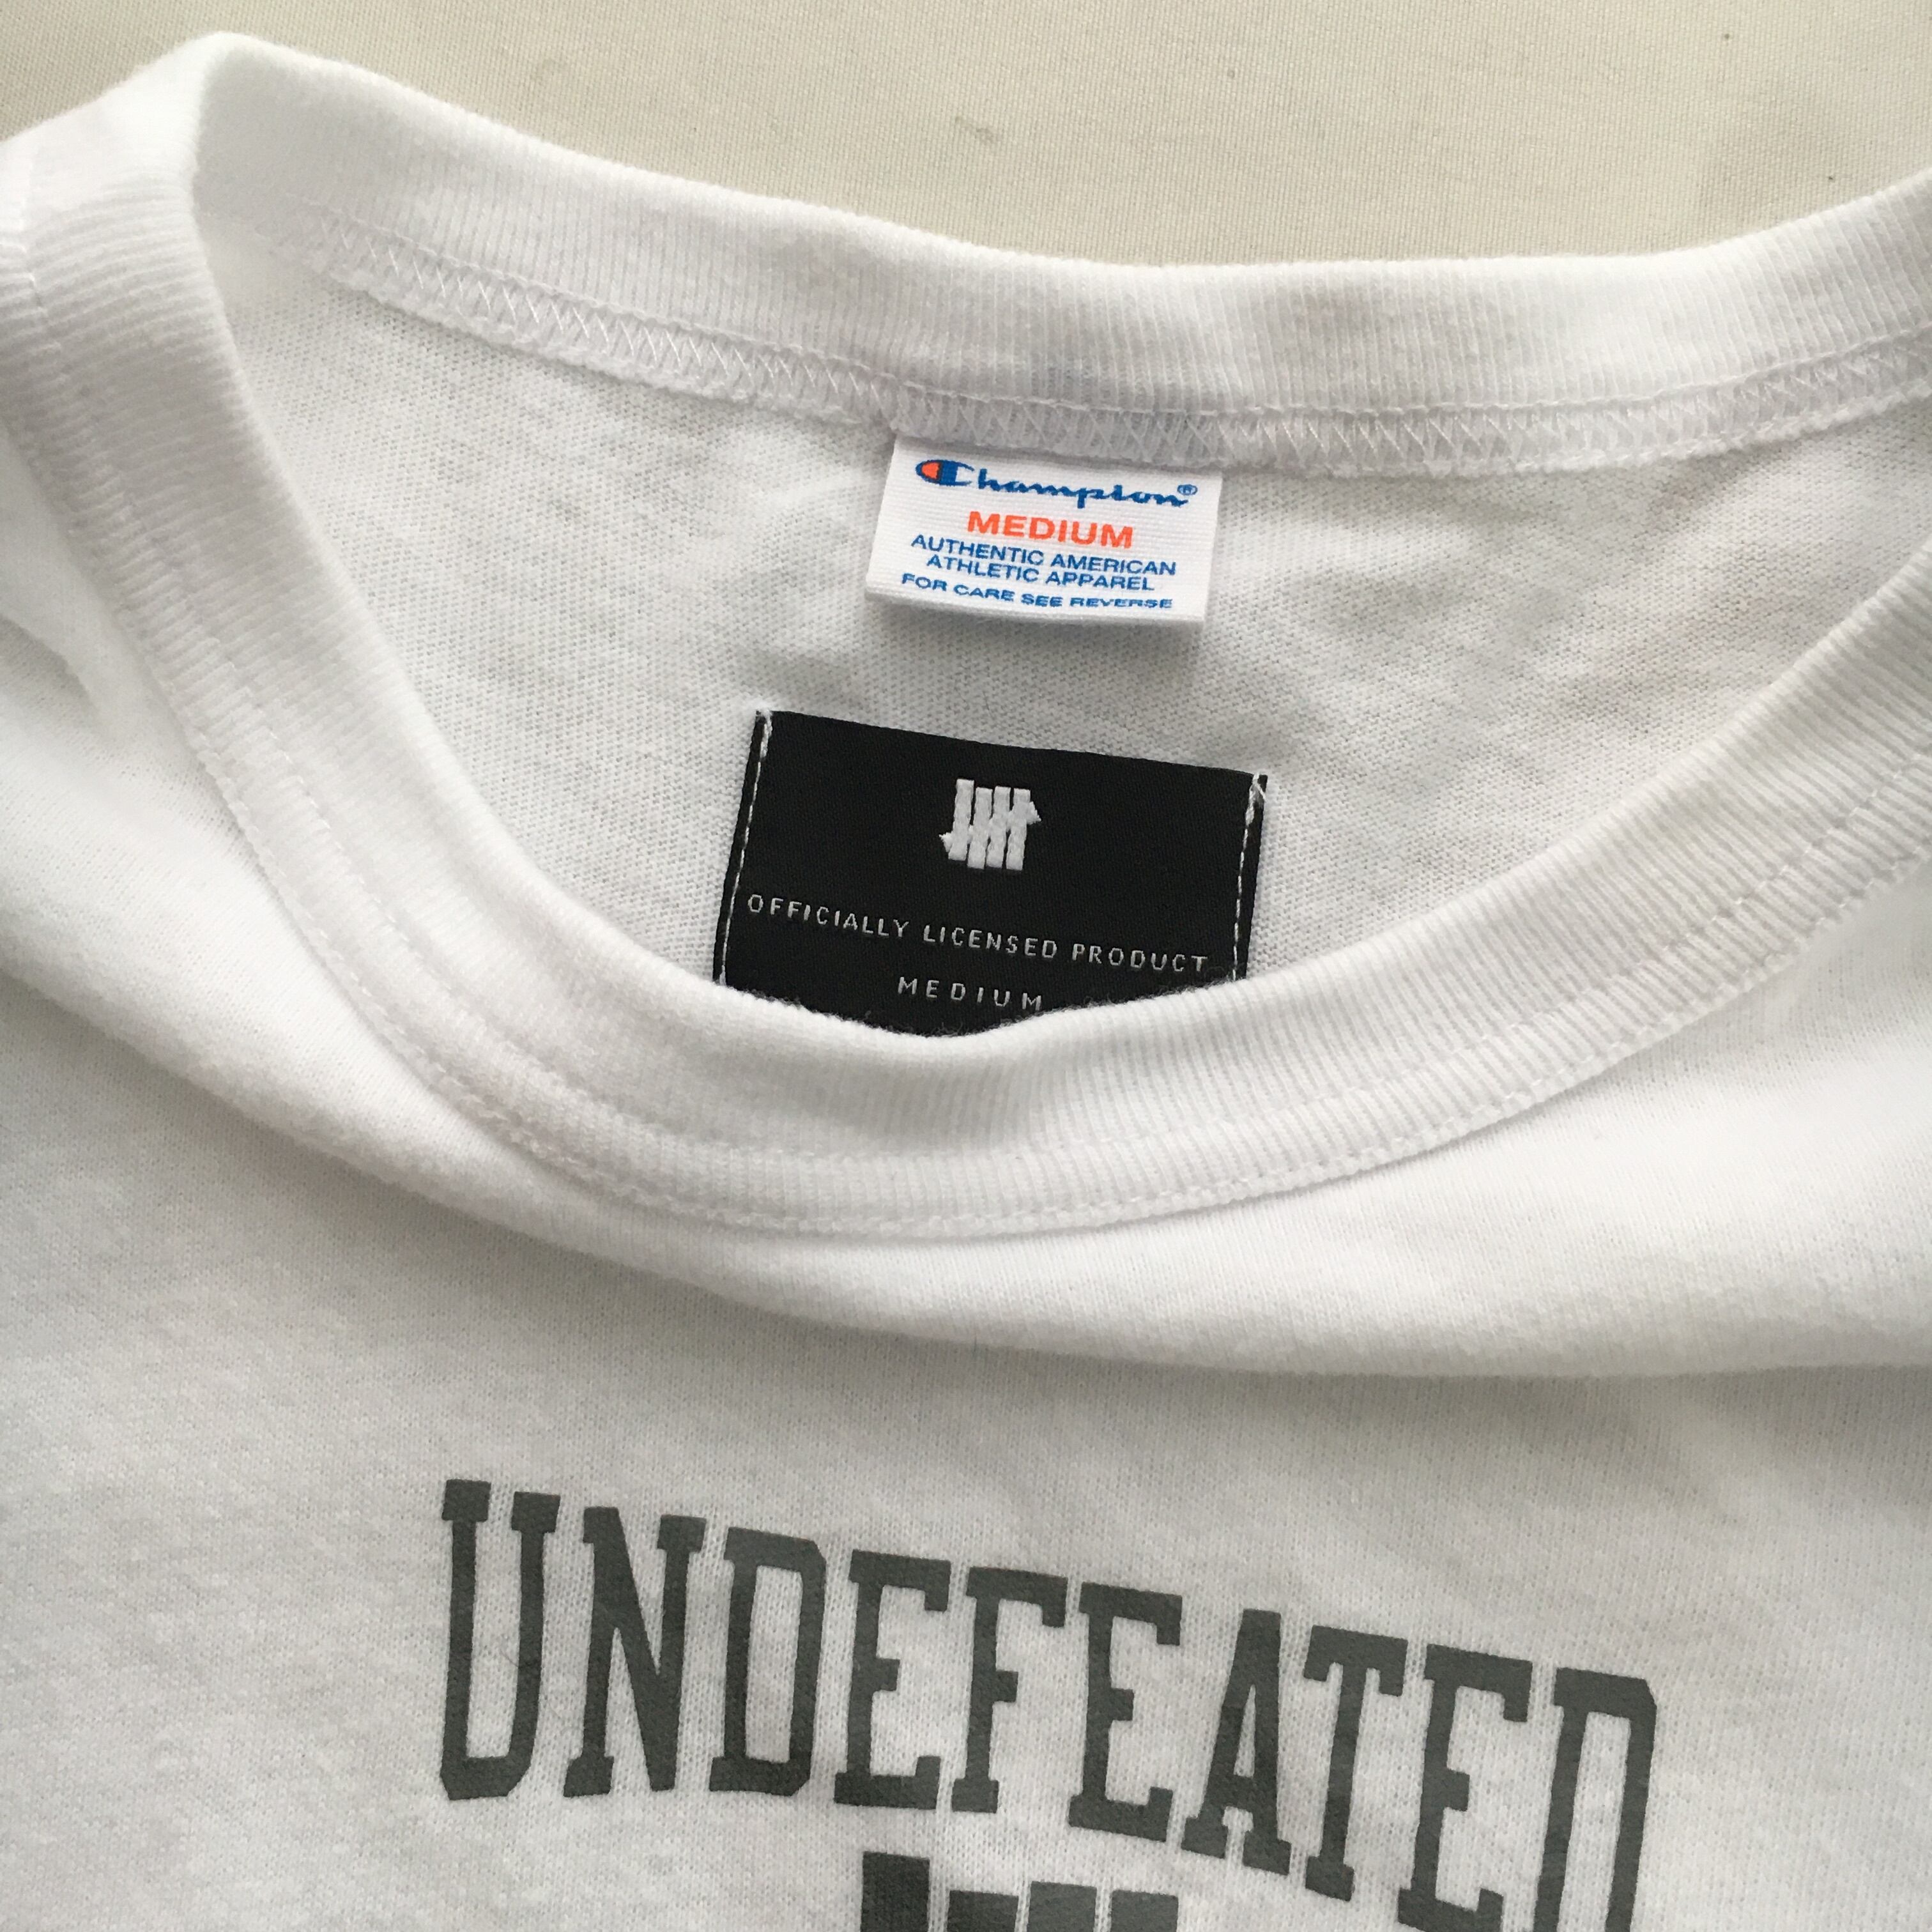 Champion®
MEDIUM
AUTHENTIC AMERICAN
ATHLETIC APPAREL
FOR CARE SEE REVERSE
OFFICIALLY LICENSED PRODUCT
MEDIUM
UNDEFEATED